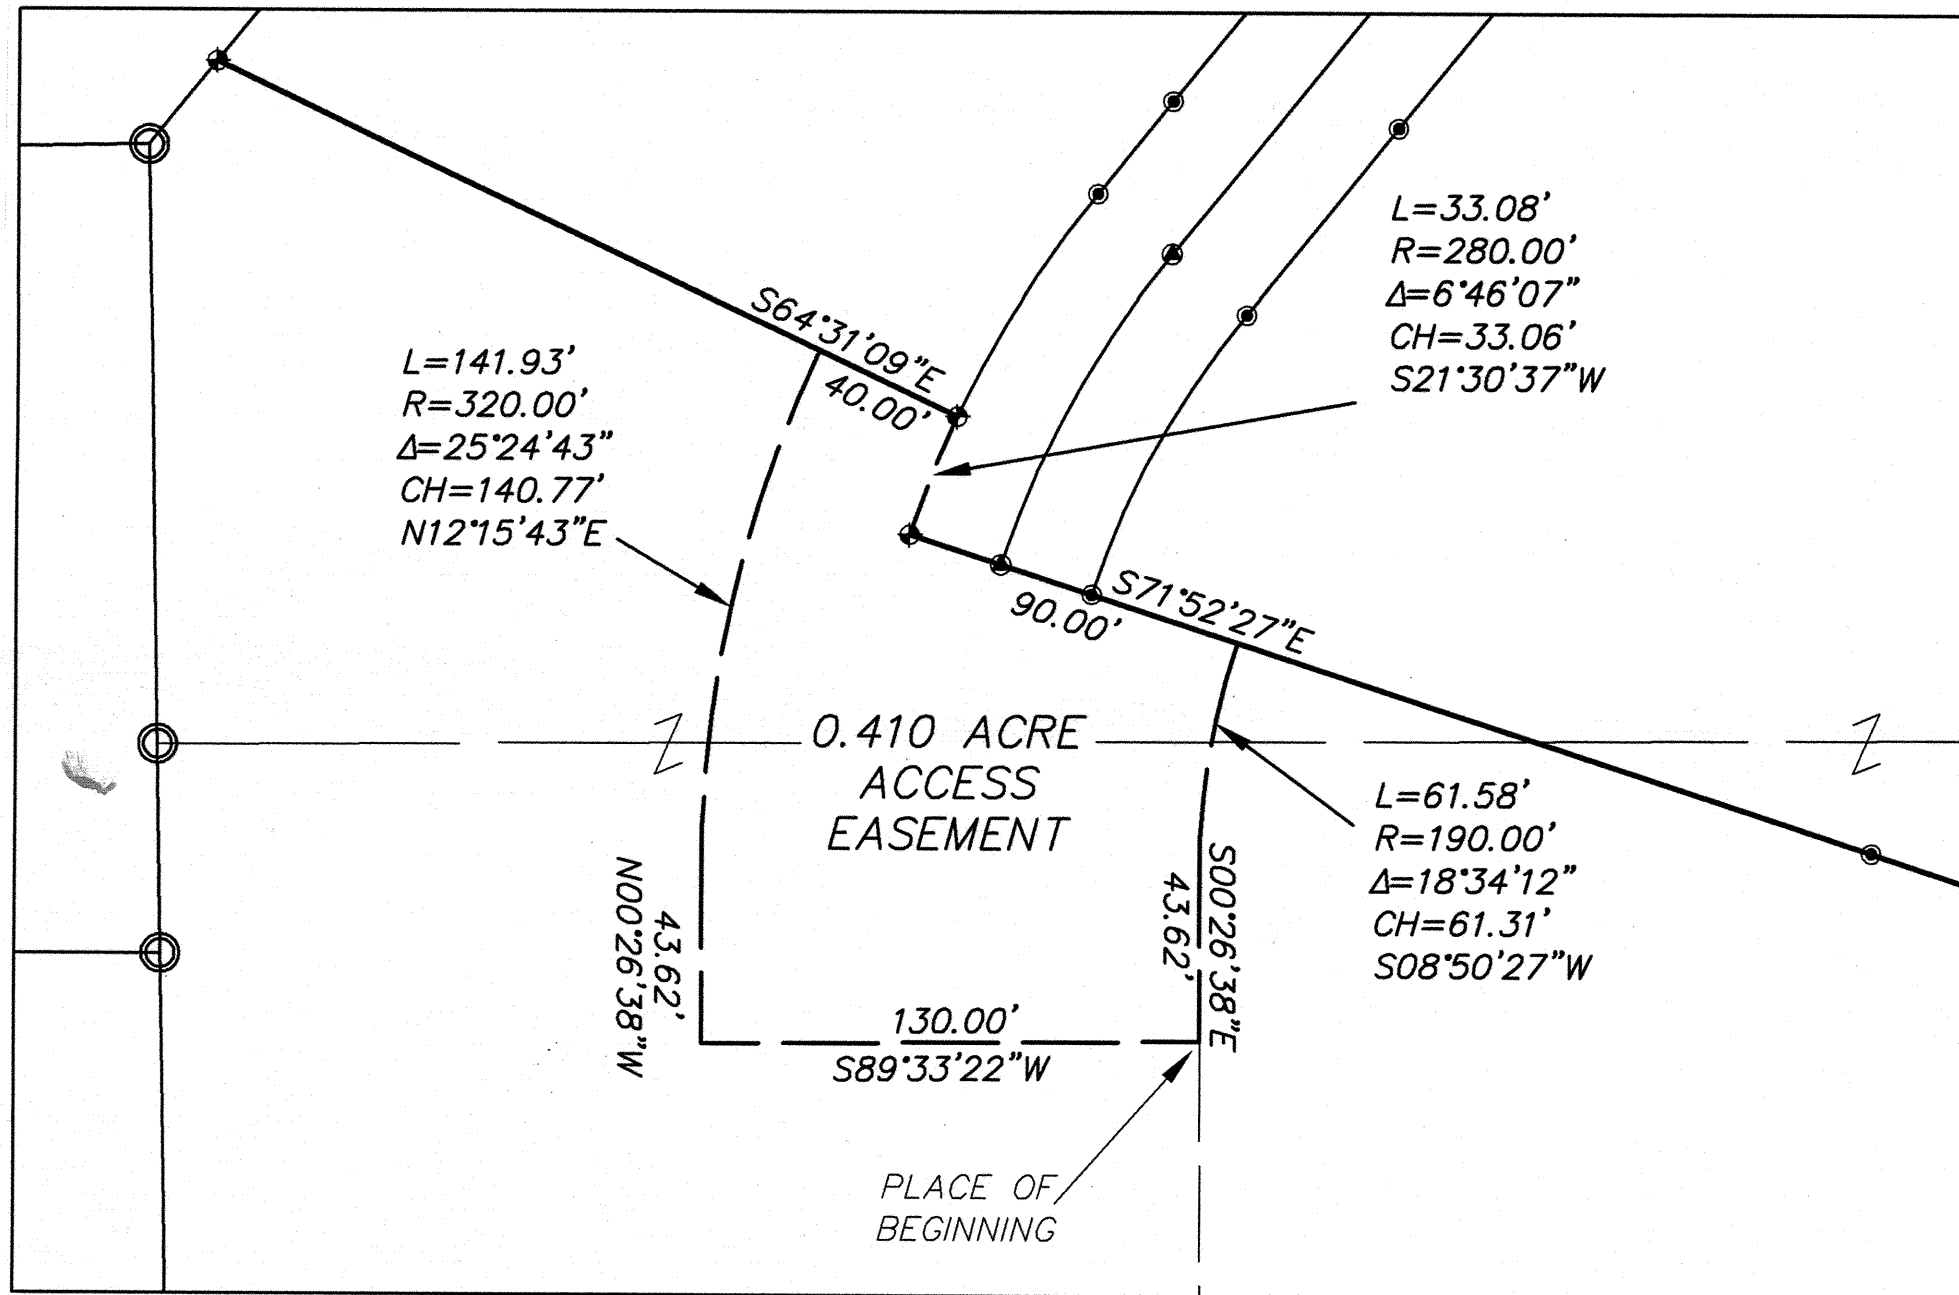 S64°31'09"E
40.00'
L=33.08'
R=280.00'
Δ=6°46'07"
CH=33.06'
S21°30'37"W
L=141.93'
R=320.00'
Δ=25°24'43"
CH=140.77'
N12°15'43"E
S71°52'27"E
90.00'
0.410 ACRE
ACCESS
EASEMENT
L=61.58'
R=190.00'
Δ=18°34'12"
CH=61.31'
S08°50'27"W
43.62'
N00°26'38"W
S00°26'38"E
43.62'
130.00'
S89°33'22"W
PLACE OF
BEGINNING